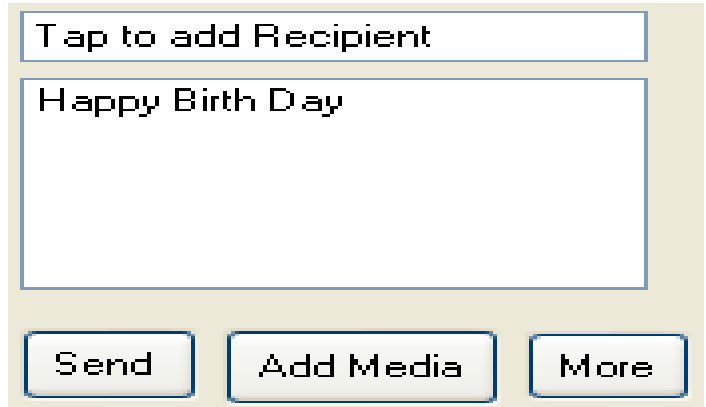 Tap to add Recipient
Happy Birth Day
Send
Add Media
More